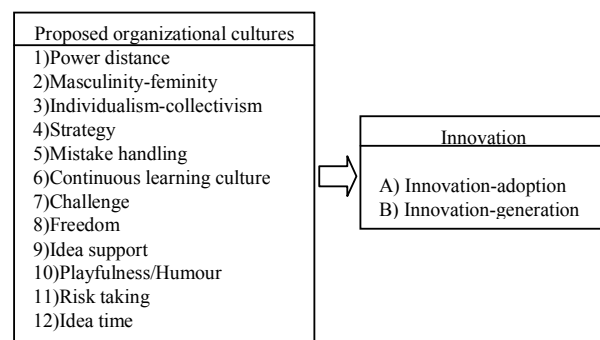 Proposed organizational cultures
1)Power distance
2)Masculinity-feminity
3)Individualism-collectivism
4)Strategy
5)Mistake handling
6)Continuous learning culture
7)Challenge
8)Freedom
9)Idea support
10)Playfulness/Humour
11)Risk taking
12)Idea time
Innovation
A) Innovation-adoption
B) Innovation-generation